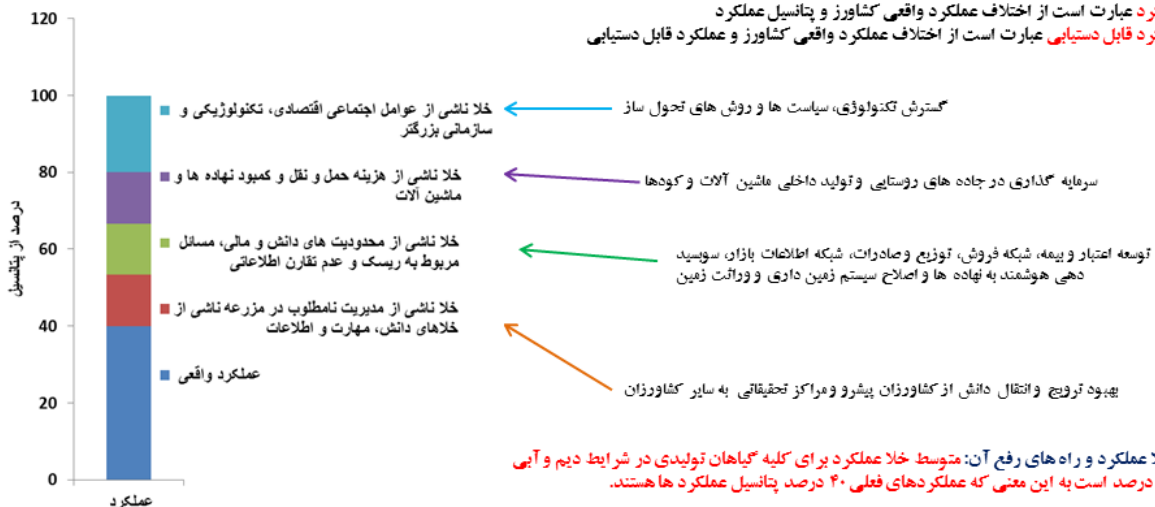 رد عبارت است از اختلاف عملکرد واقعی کشاورز و پتانسیل عملکرد
رد قابل دستیابی عبارت است از اختلاف عملکرد واقعی کشاورز و عملکرد قابل دستیابی
120
100
80
60
40
20
0
درصد از پتانسیل
عملکرد
خلا ناشی از عوامل اجتماعی اقتصادی، تکنولوژیکی و
سازمانی بزرگتر
خلا ناشی از هزینه حمل و نقل و کمبود نهاده ها و
ماشین آلات
خلا ناشی از محدودیت های دانش و مالی، مسائل
مربوط به ریسک و عدم تقارن اطلاعاتی
خلا ناشی از مدیریت نامطلوب در مزرعه ناشی از
خلاهای دانش، مهارت و اطلاعات
عملکرد واقعی
گسترش تکنولوژی، سیاست ها و روش های تحول ساز
سرمایه گذاری در جاده های روستایی و تولید داخلی ماشین آلات و کودها
توسعه اعتبار و بیمه، شبکه فروش، توزیع و صادرات، شبکه اطلاعات بازار، سوبسید
دهی هوشمند به نهاده ها و اصلاح سیستم زمین داری و وراثت زمین
بهبود ترویج و انتقال دانش از کشاورزان پیشرو و مراکز تحقیقاتی به سایر کشاورزان
لا عملکرد و راه های رفع آن: متوسط خلا عملکرد برای کلیه گیاهان تولیدی در شرایط دیم و آبی
درصد است به این معنی که عملکردهای فعلی ۴۰ درصد پتانسیل عملکرد ها هستند.